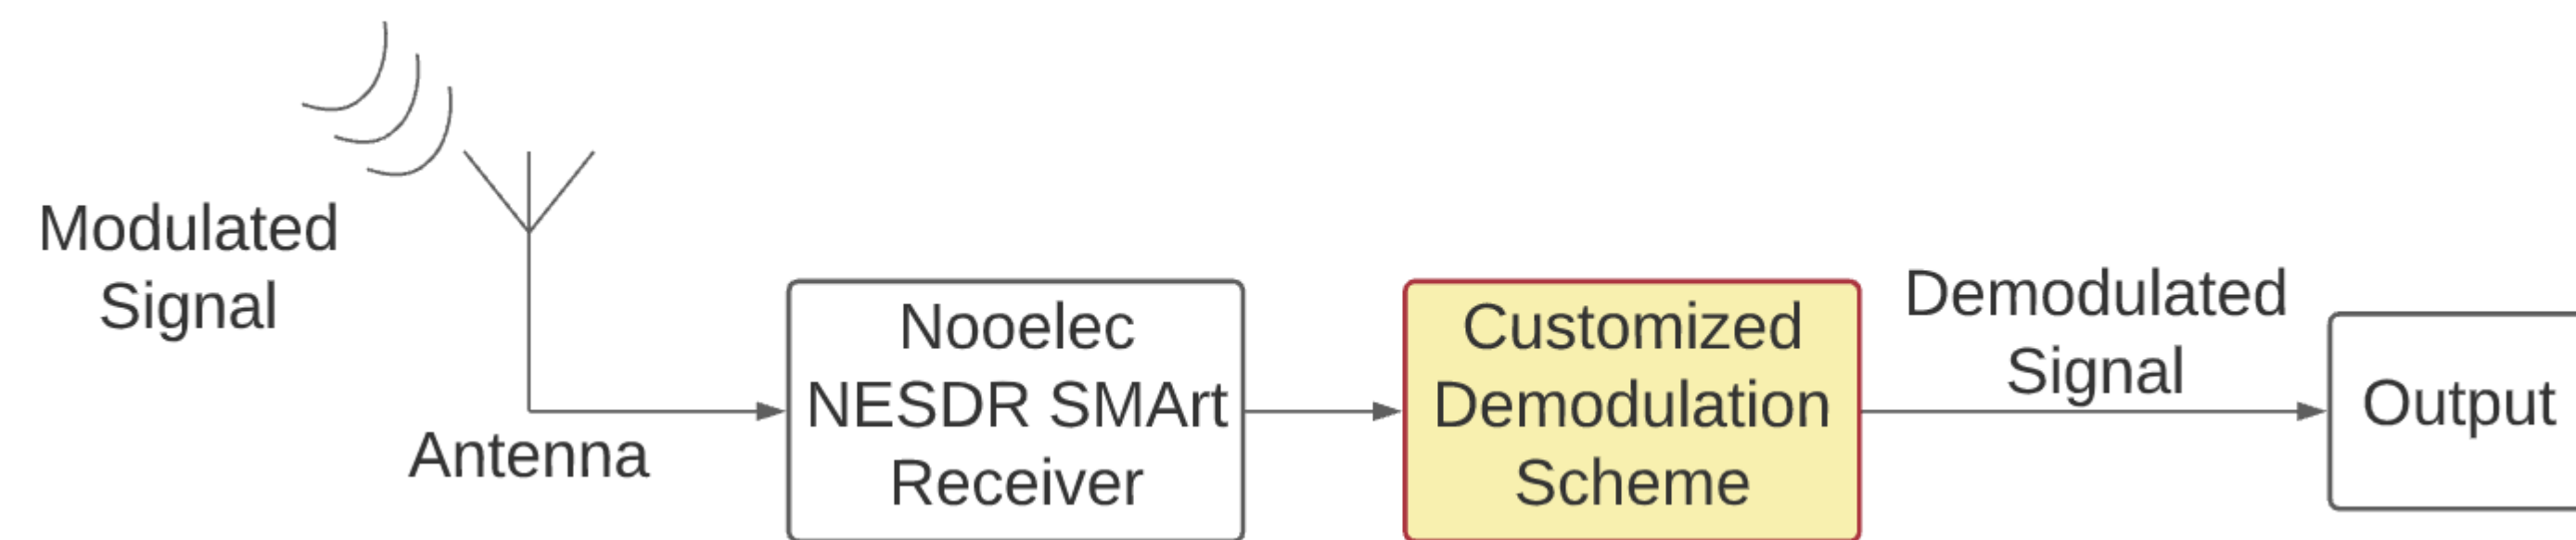 Modulated
Signal
Antenna
Nooelec
NESDR SMArt
Receiver
Customized
Demodulation
Scheme
Demodulated
Signal
Output